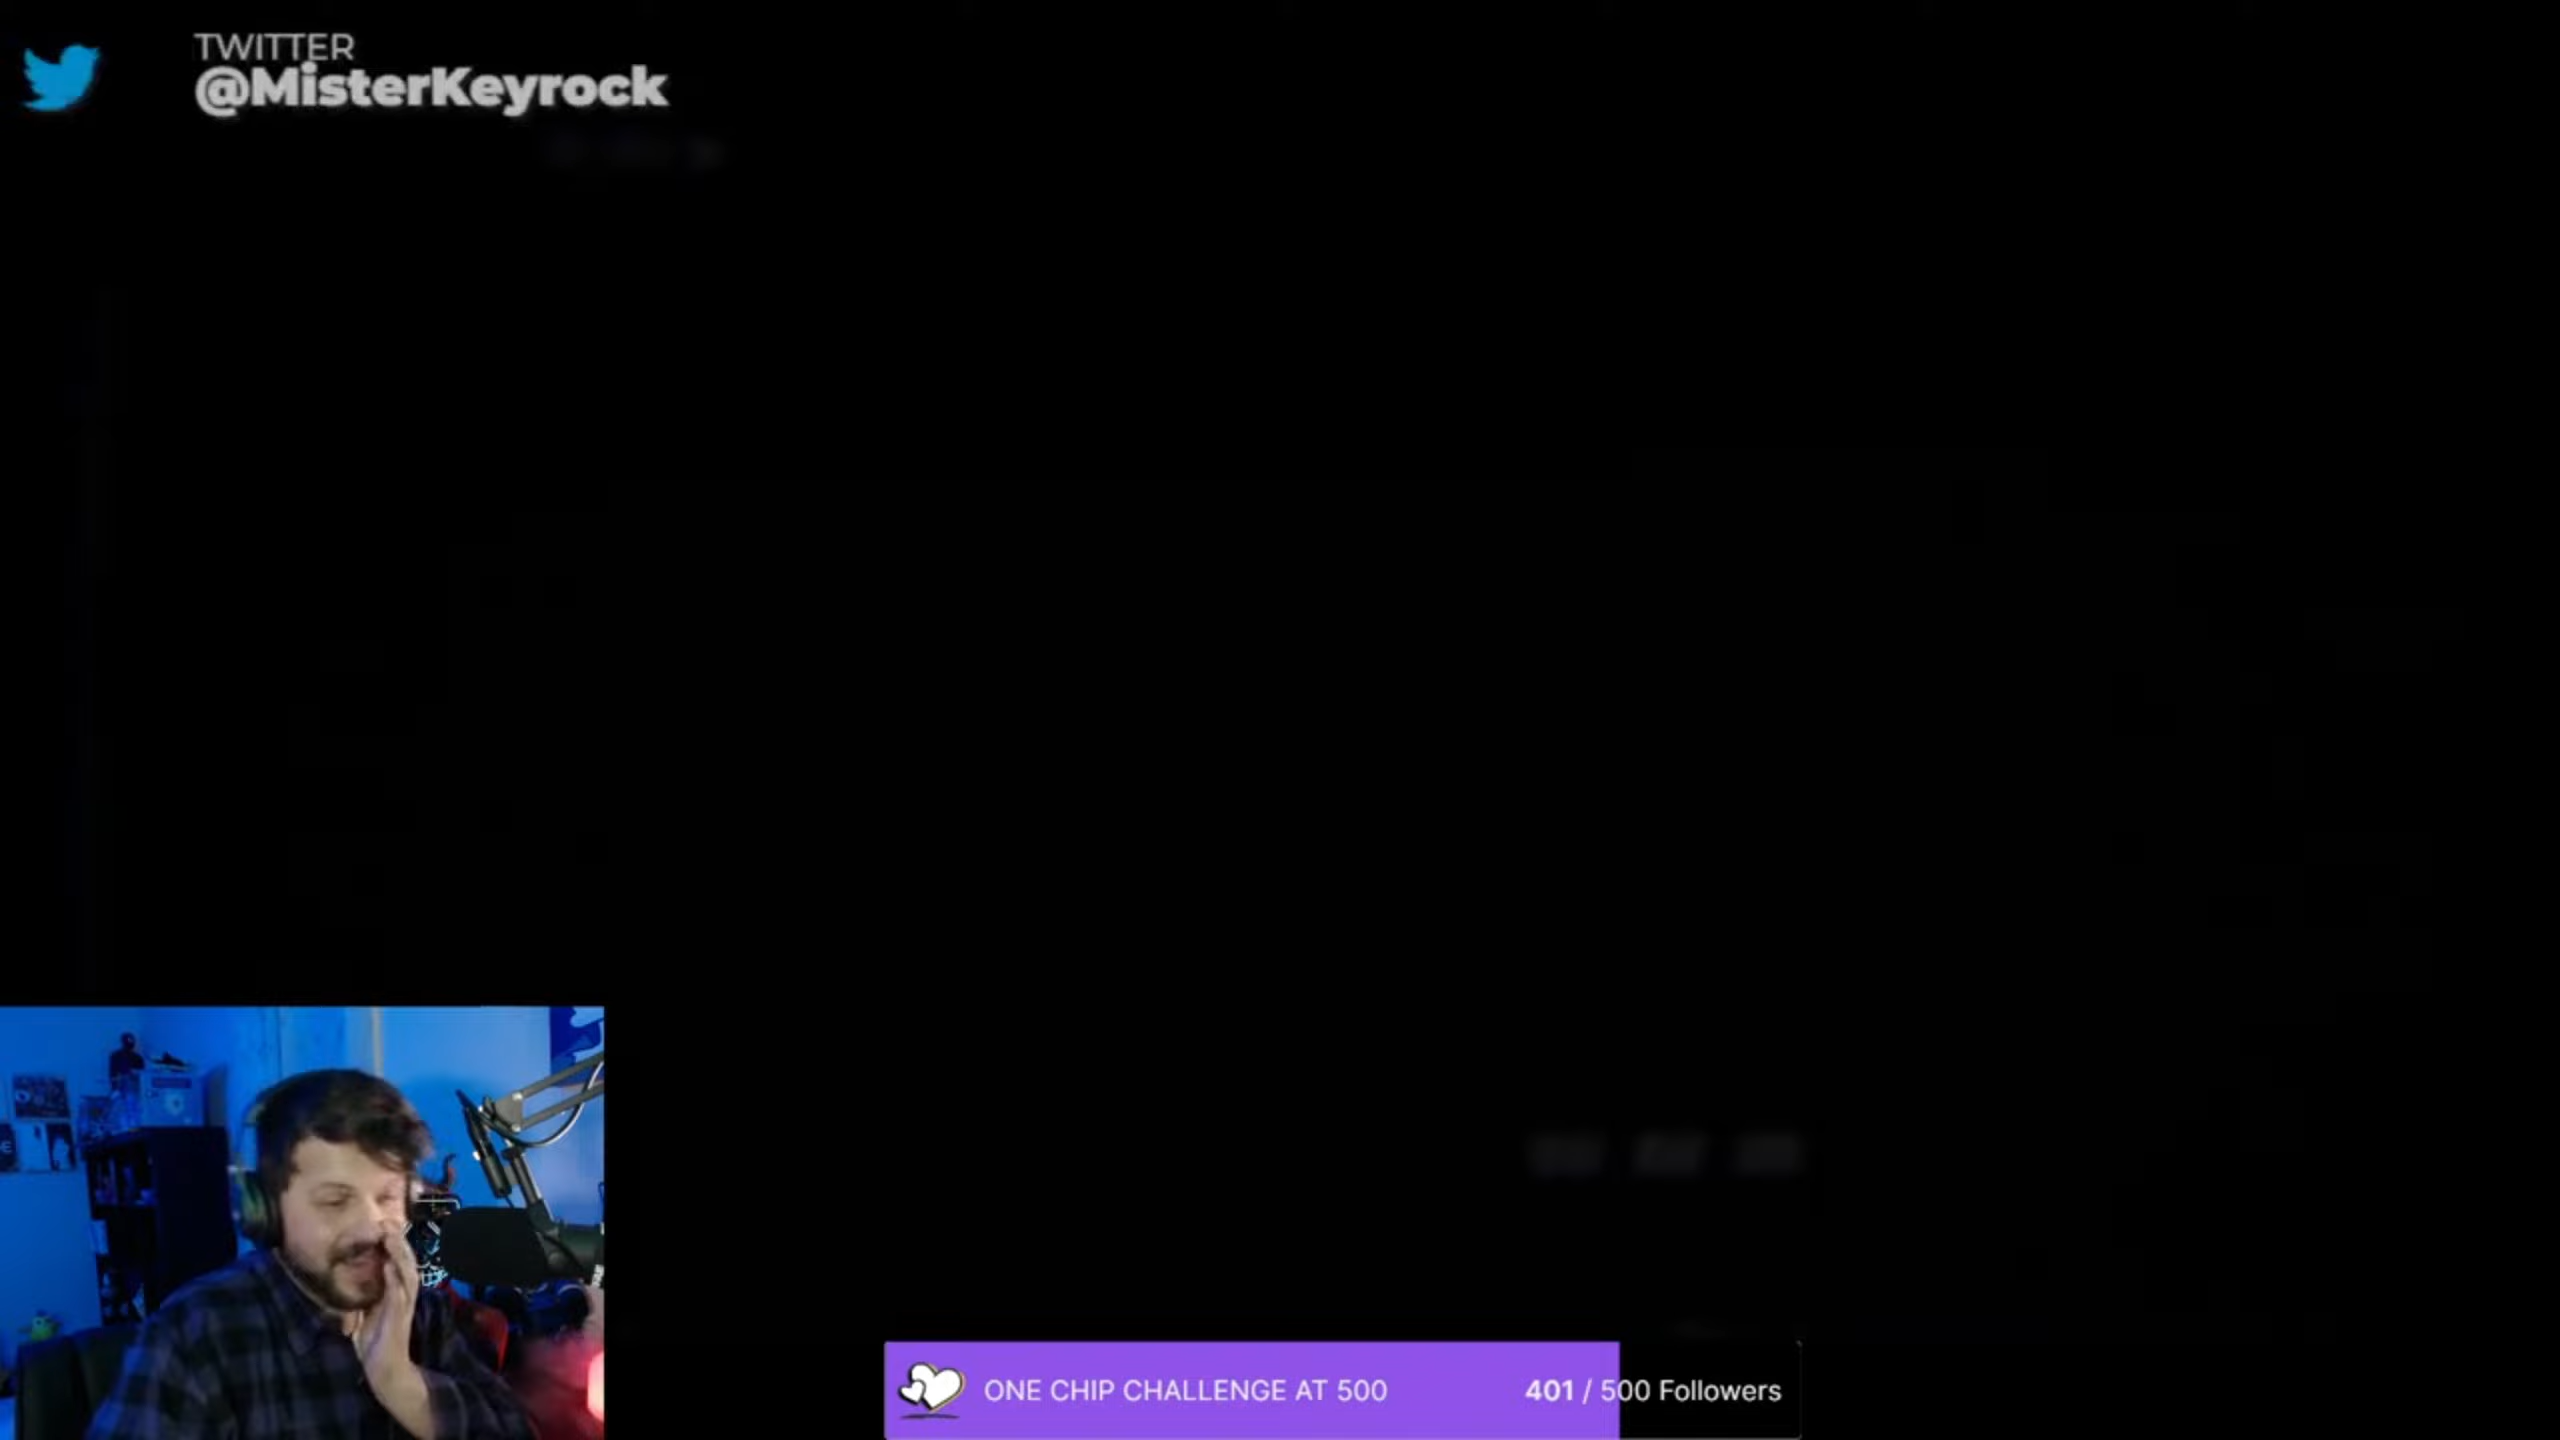 TWITTER
@MisterKeyrock
ONE CHIP CHALLENGE AT 500
401 / 500 Followers